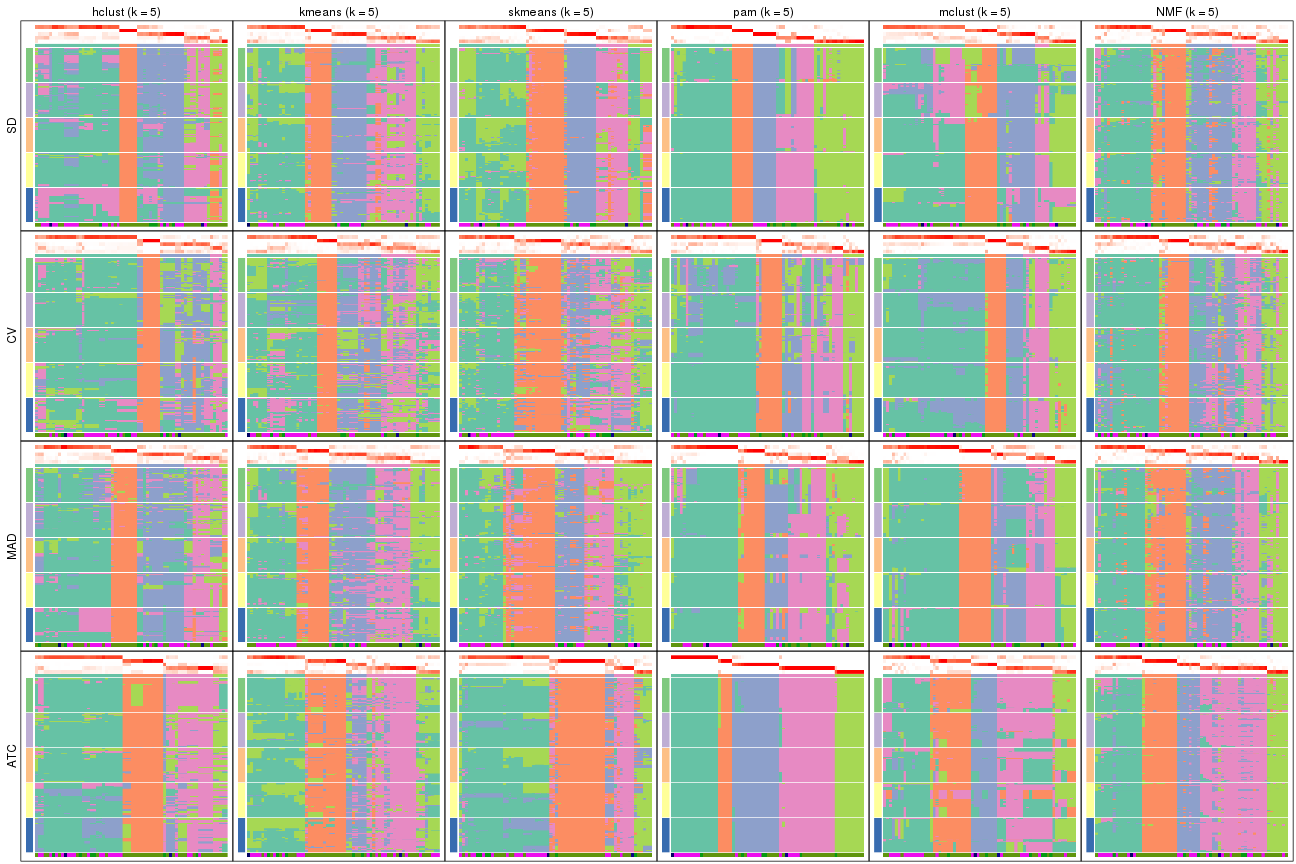 hclust (k = 5)
kmeans (k = 5)
skmeans (k = 5)
pam (k = 5)
mclust (k = 5)
NMF (k = 5)
SD
CV
MAD
ATC